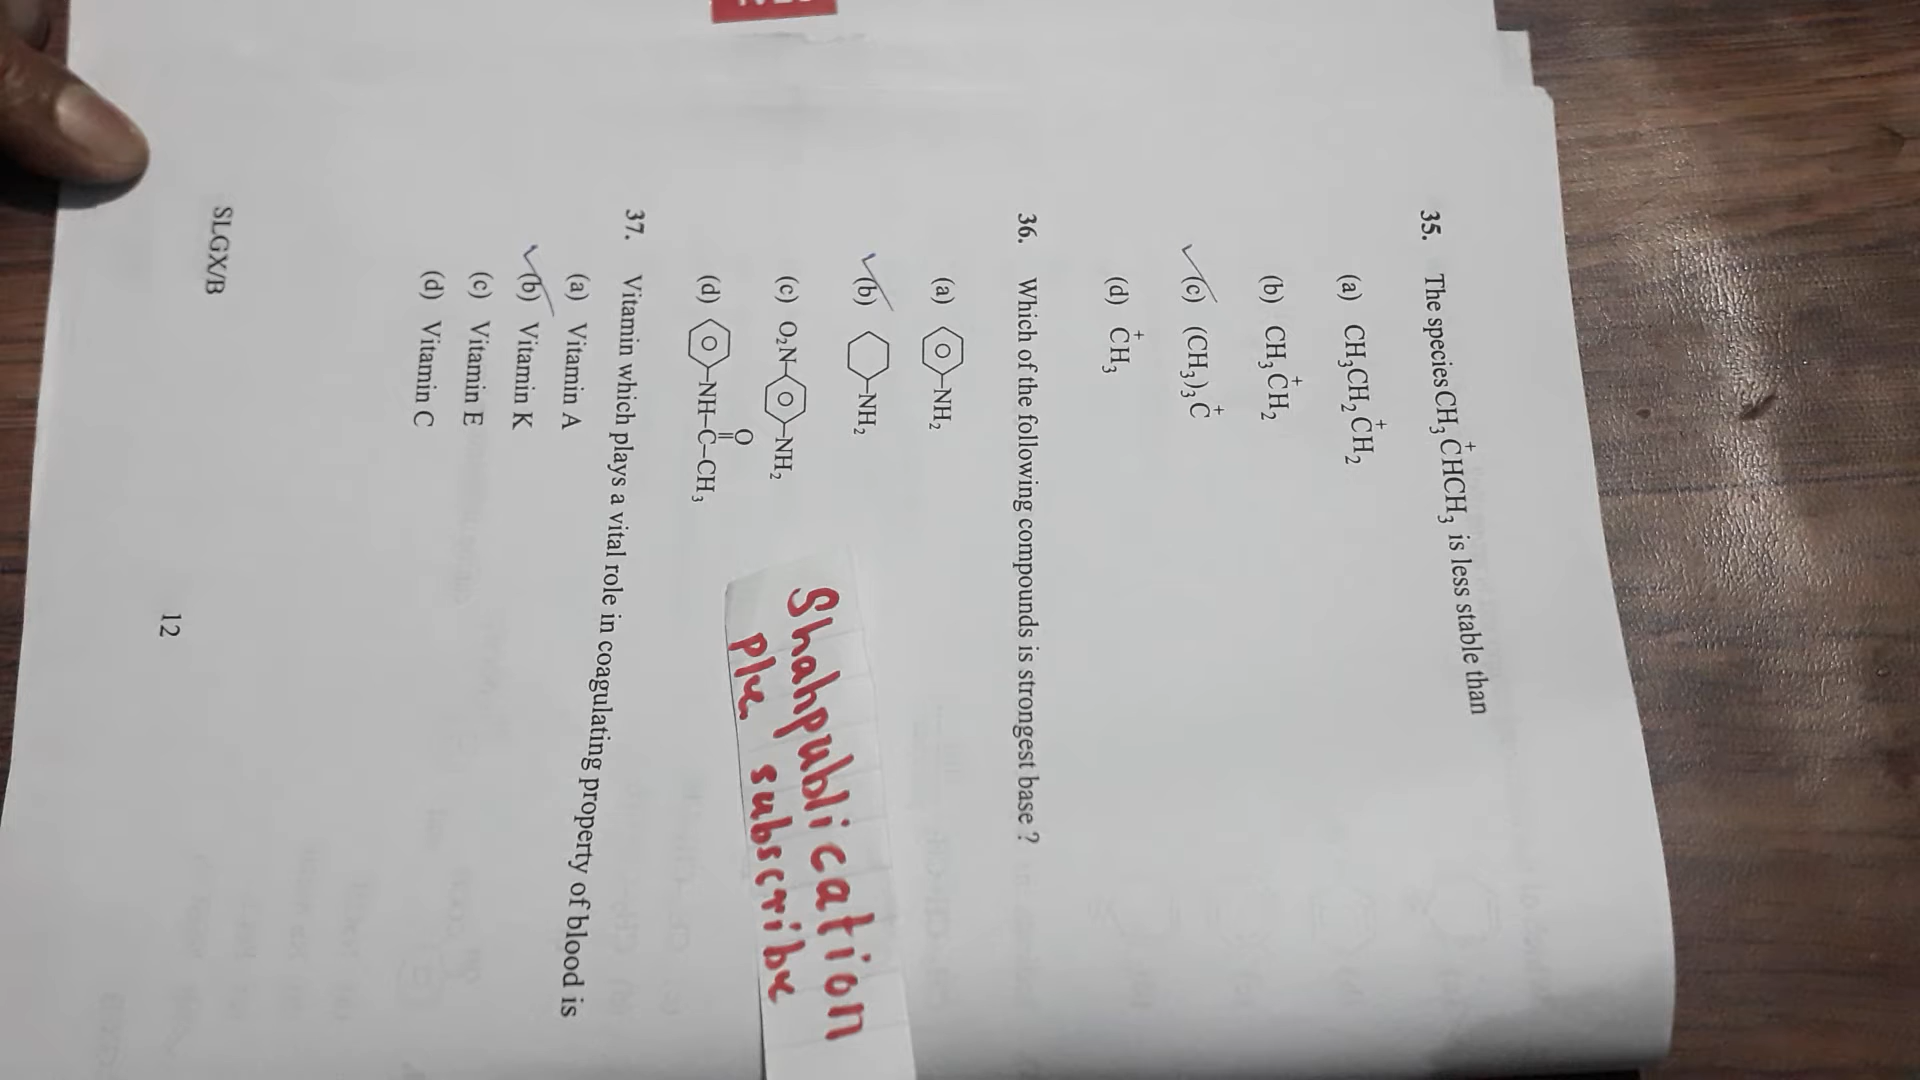 35. The species CH₃C⁺HCH₃ is less stable than
(a) CH₃CH₂C⁺H₂
(b) CH₃C⁺H₂
(c) (CH₃)₃C⁺
(d) C⁺H₃
36. Which of the following compounds is strongest base ?
(a) –NH₂
(b) –NH₂
(c) O₂N– –NH₂
(d) –NH–C–CH₃
O
37. Vitamin which plays a vital role in coagulating property of blood is
(a) Vitamin A
(b) Vitamin K
(c) Vitamin E
(d) Vitamin C
SLGX/B
12
Shahpublication
plz subscribe